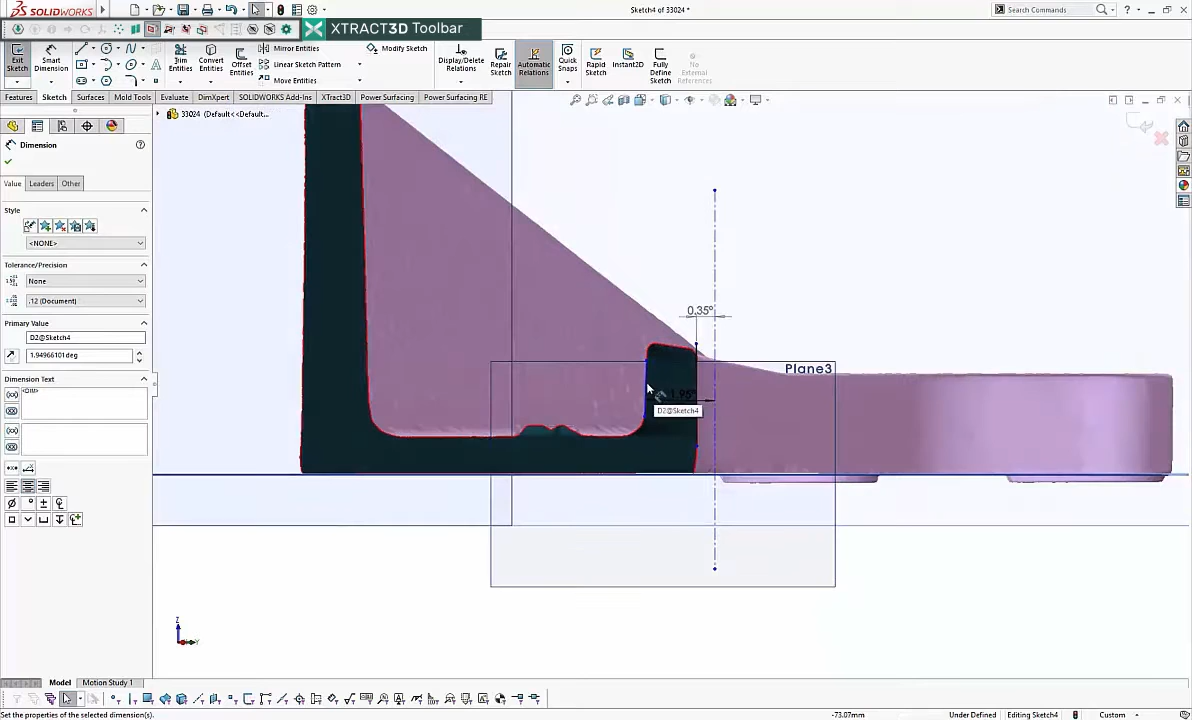 SOLIDWORKS
Sketch4 of 33024 *
Search Commands
XTRACT3D Toolbar
Exit Sketch
Smart Dimension
Trim Entities
Convert Entities
Offset Entities
Mirror Entities
Linear Sketch Pattern
Move Entities
Modify Sketch
Display/Delete Relations
Repair Sketch
Automatic Relations
Quick Snaps
Rapid Sketch
Instant2D
Fully Define Sketch
No External References
Features
Sketch
Surfaces
Mold Tools
Evaluate
DimXpert
SOLIDWORKS Add-Ins
XTract3D
Power Surfacing
Power Surfacing RE
33024 (Default<<Default...
Dimension
Value
Leaders
Other
Style
<NONE>
Tolerance/Precision
None
.12 (Document)
Primary Value
D2@Sketch4
1.94966101deg
Dimension Text
<DIM>
0.35°
1.95°
D2@Sketch4
Plane3
Z
Y
Model
Motion Study 1
Set the properties of the selected dimension(s).
-73.07mm
Under Defined
Editing Sketch4
Custom